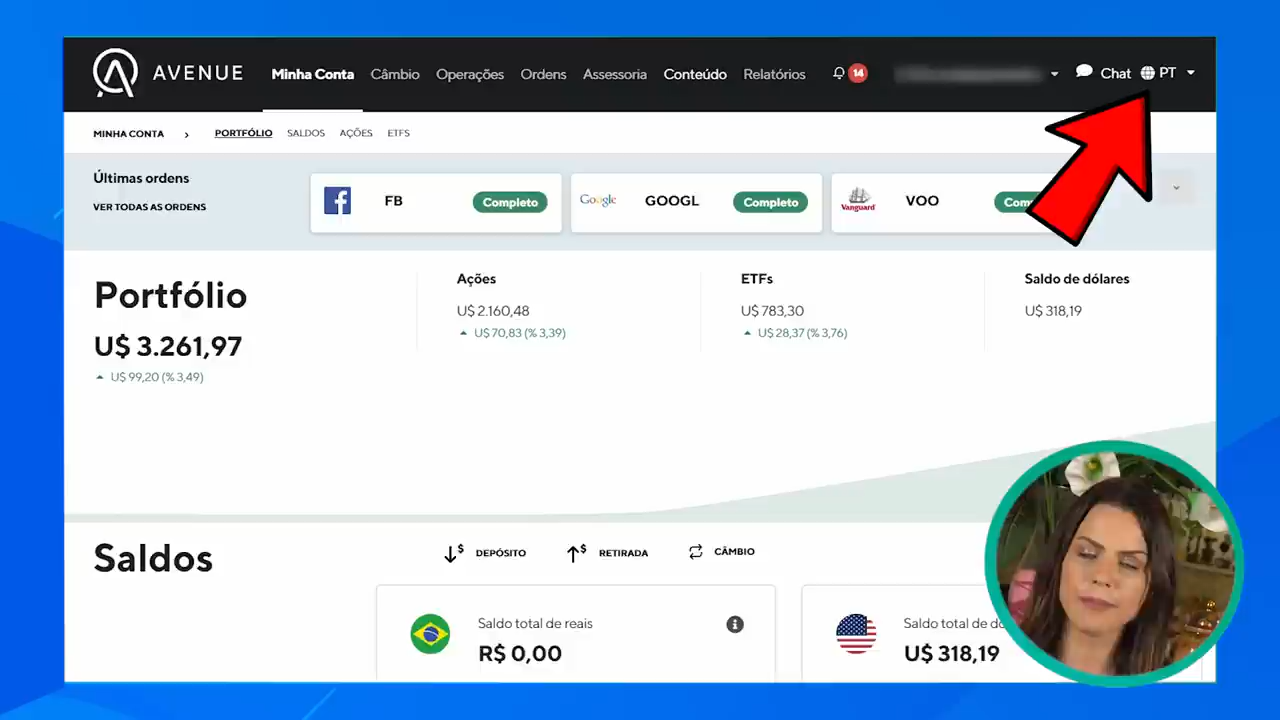 AVENUE
Minha Conta Câmbio Operações Ordens Assessoria Conteúdo Relatórios 14 Chat PT
MINHA CONTA > PORTFÓLIO SALDOS AÇÕES ETFS
Últimas ordens
VER TODAS AS ORDENS
FB Completo
Google GOOGL Completo
Vanguard VOO
Portfólio
U$ 3.261,97
U$ 99,20 (% 3,49)
Ações
U$ 2.160,48
U$ 70,83 (% 3,39)
ETFs
U$ 783,30
U$ 28,37 (% 3,76)
Saldo de dólares
U$ 318,19
Saldos
$ DEPÓSITO $ RETIRADA CÂMBIO
Saldo total de reais
R$ 0,00
Saldo total de
U$ 318,19